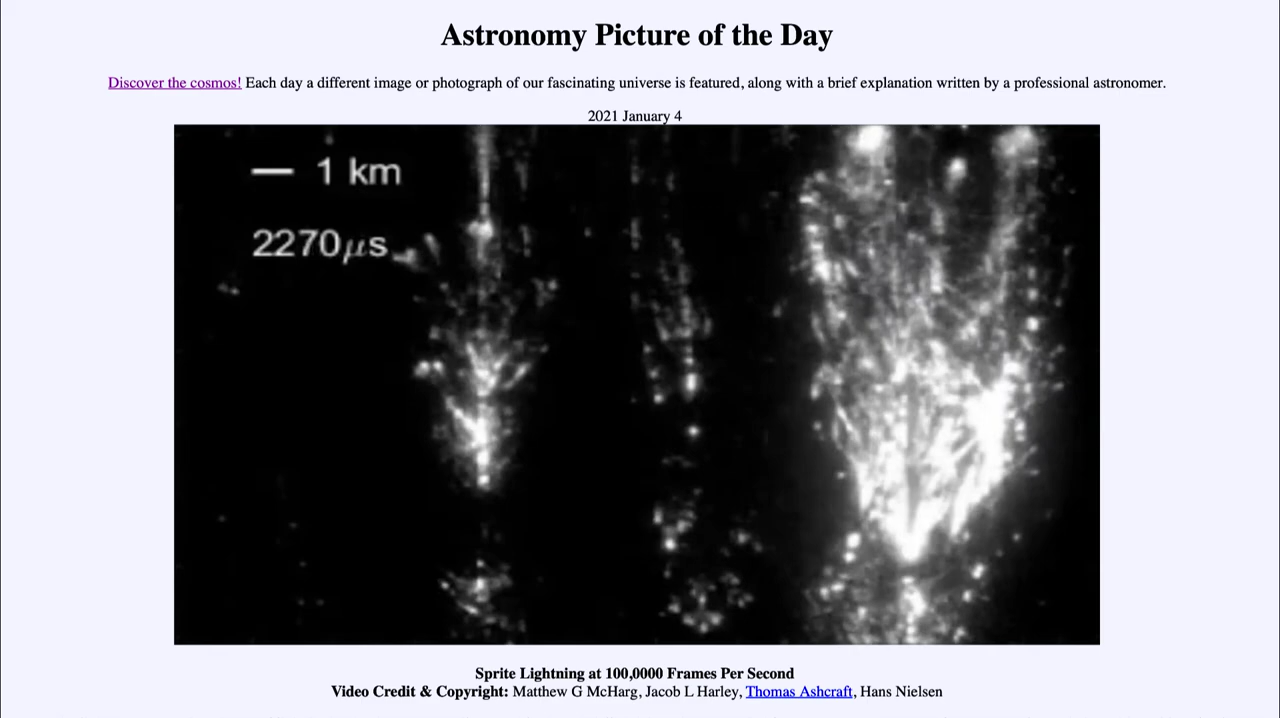 Astronomy Picture of the Day
Discover the cosmos! Each day a different image or photograph of our fascinating universe is featured, along with a brief explanation written by a professional astronomer.
2021 January 4
1 km
2270μs
Sprite Lightning at 100,0000 Frames Per Second
Video Credit & Copyright: Matthew G McHarg, Jacob L Harley, Thomas Ashcraft, Hans Nielsen